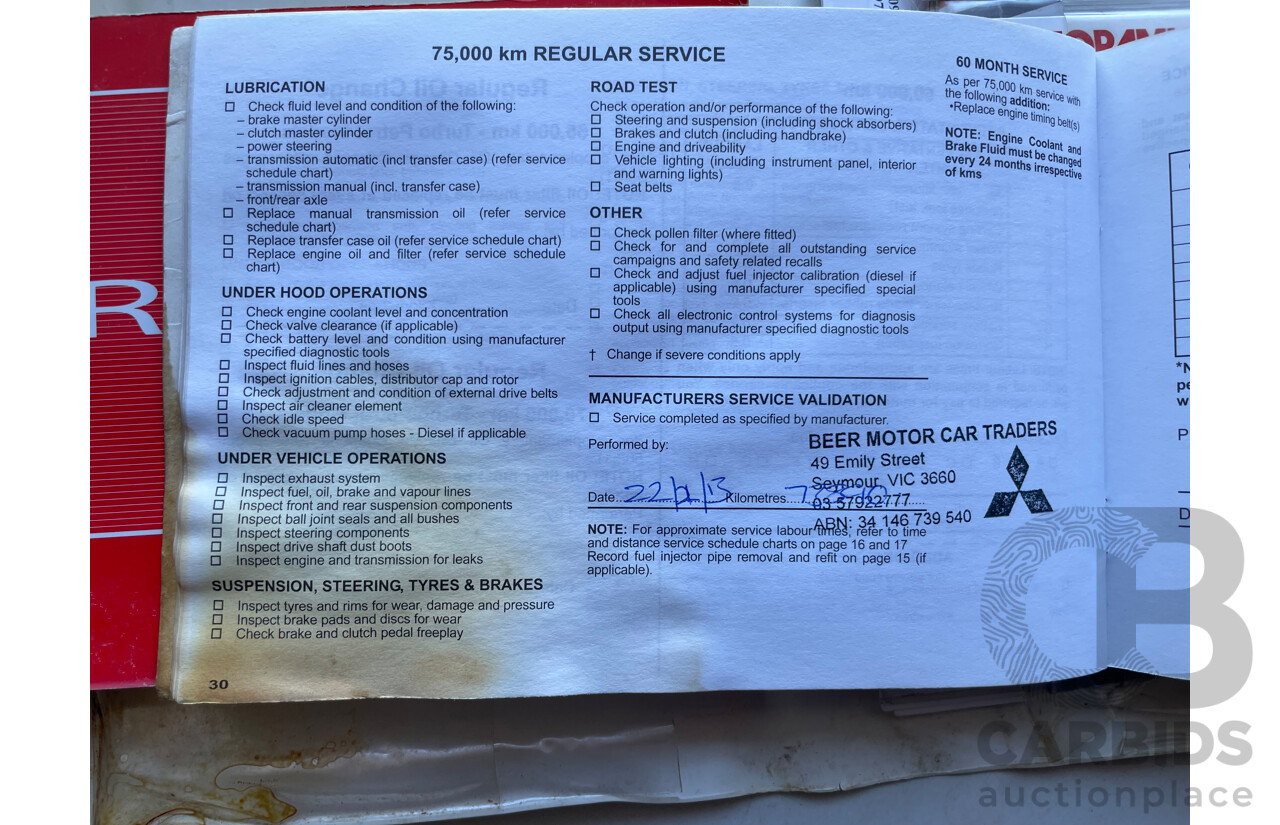 75,000 km REGULAR SERVICE
LUBRICATION
☐ Check fluid level and condition of the following:
– brake master cylinder
– clutch master cylinder
– power steering
– transmission automatic (incl transfer case) (refer service
schedule chart)
– transmission manual (incl. transfer case)
– front/rear axle
☐ Replace manual transmission oil (refer service
schedule chart)
☐ Replace transfer case oil (refer service schedule chart)
☐ Replace engine oil and filter (refer service schedule
chart)
UNDER HOOD OPERATIONS
☐ Check engine coolant level and concentration
☐ Check valve clearance (if applicable)
☐ Check battery level and condition using manufacturer
specified diagnostic tools
☐ Inspect fluid lines and hoses
☐ Inspect ignition cables, distributor cap and rotor
☐ Check adjustment and condition of external drive belts
☐ Inspect air cleaner element
☐ Check idle speed
☐ Check vacuum pump hoses - Diesel if applicable
UNDER VEHICLE OPERATIONS
☐ Inspect exhaust system
☐ Inspect fuel, oil, brake and vapour lines
☐ Inspect front and rear suspension components
☐ Inspect ball joint seals and all bushes
☐ Inspect steering components
☐ Inspect drive shaft dust boots
☐ Inspect engine and transmission for leaks
SUSPENSION, STEERING, TYRES & BRAKES
☐ Inspect tyres and rims for wear, damage and pressure
☐ Inspect brake pads and discs for wear
☐ Check brake and clutch pedal freeplay
30
ROAD TEST
Check operation and/or performance of the following:
☐ Steering and suspension (including shock absorbers)
☐ Brakes and clutch (including handbrake)
☐ Engine and driveability
☐ Vehicle lighting (including instrument panel, interior
and warning lights)
☐ Seat belts
OTHER
☐ Check pollen filter (where fitted)
☐ Check for and complete all outstanding service
campaigns and safety related recalls
☐ Check and adjust fuel injector calibration (diesel if
applicable) using manufacturer specified special
tools
☐ Check all electronic control systems for diagnosis
output using manufacturer specified diagnostic tools
† Change if severe conditions apply
MANUFACTURERS SERVICE VALIDATION
☐ Service completed as specified by manufacturer.
Performed by:
BEER MOTOR CAR TRADERS
49 Emily Street
Seymour, VIC 3660
03 57922777
ABN: 34 146 739 540
Date 22/ /13 Kilometres
NOTE: For approximate service labour times, refer to time
and distance service schedule charts on page 16 and 17
Record fuel injector pipe removal and refit on page 15 (if
applicable).
60 MONTH SERVICE
As per 75,000 km service with
the following addition:
•Replace engine timing belt(s)
NOTE: Engine Coolant and
Brake Fluid must be changed
every 24 months irrespective
of kms
R
*N
pe
w
P
D
CB
CARBIDS
auctionplace